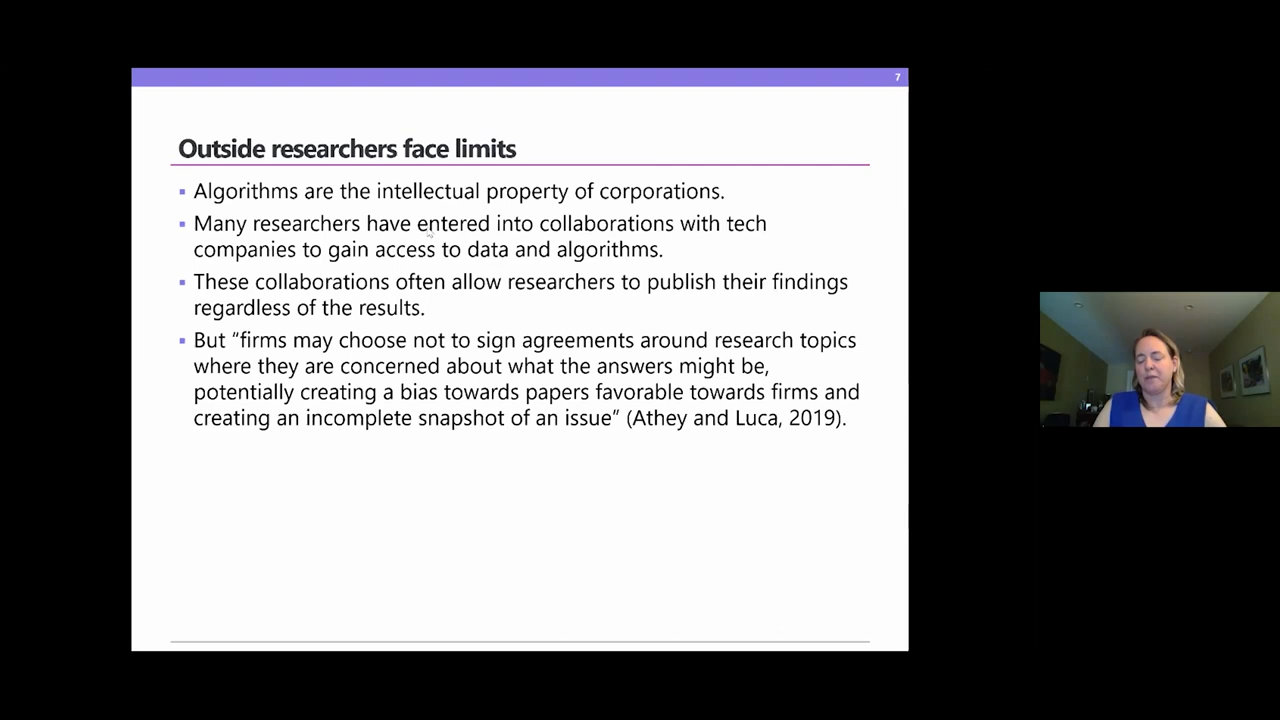 7
Outside researchers face limits
▪ Algorithms are the intellectual property of corporations.
▪ Many researchers have entered into collaborations with tech
companies to gain access to data and algorithms.
▪ These collaborations often allow researchers to publish their findings
regardless of the results.
▪ But “firms may choose not to sign agreements around research topics
where they are concerned about what the answers might be,
potentially creating a bias towards papers favorable towards firms and
creating an incomplete snapshot of an issue” (Athey and Luca, 2019).